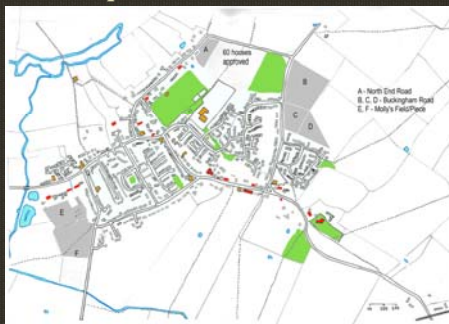 A
60 houses
approved
B
A - North End Road
B, C, D - Buckingham Road
E, F - Molly's Field/Piece
C
D
E
F